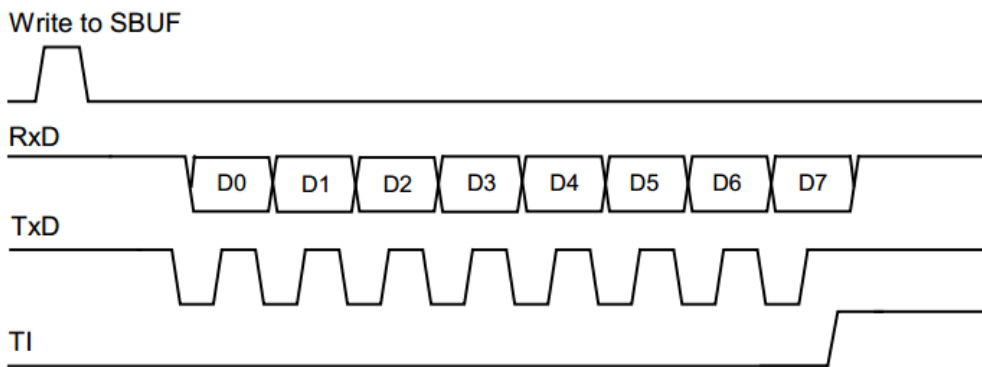 Write to SBUF
RxD
D0 D1 D2 D3 D4 D5 D6 D7
TxD
TI